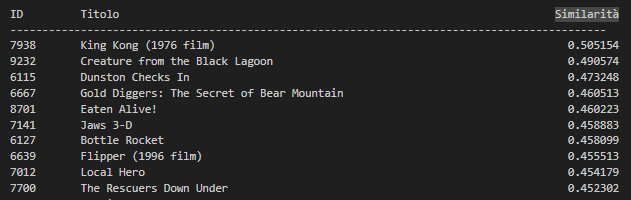 ID Titolo Similarità
--------------------------------------------------------------------------------------------
7938 King Kong (1976 film) 0.505154
9232 Creature from the Black Lagoon 0.490574
6115 Dunston Checks In 0.473248
6667 Gold Diggers: The Secret of Bear Mountain 0.460513
8701 Eaten Alive! 0.460223
7141 Jaws 3-D 0.458883
6127 Bottle Rocket 0.458099
6639 Flipper (1996 film) 0.455513
7012 Local Hero 0.454179
7700 The Rescuers Down Under 0.452302